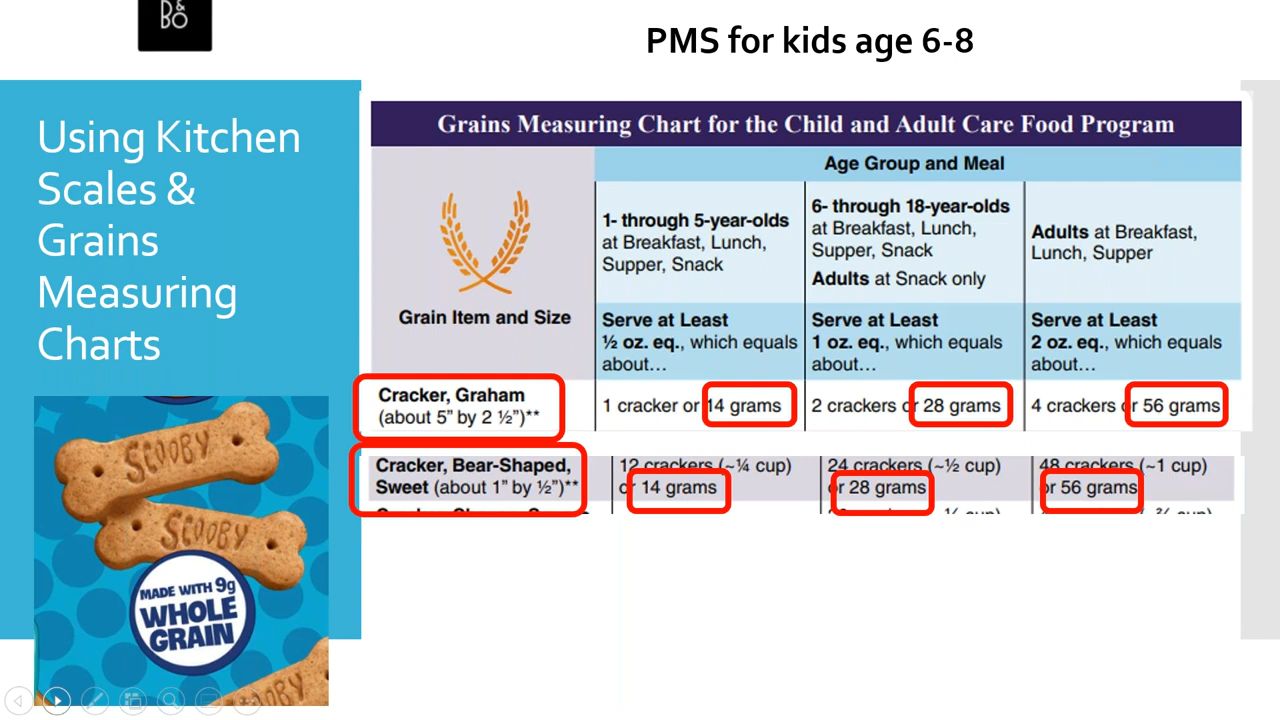 B&O
PMS for kids age 6-8
Using Kitchen
Scales &
Grains
Measuring
Charts
Grains Measuring Chart for the Child and Adult Care Food Program
Age Group and Meal
Grain Item and Size
1- through 5-year-olds
at Breakfast, Lunch,
Supper, Snack
6- through 18-year-olds
at Breakfast, Lunch,
Supper, Snack
Adults at Snack only
Adults at Breakfast,
Lunch, Supper
Serve at Least
½ oz. eq., which equals
about…
Serve at Least
1 oz. eq., which equals
about…
Serve at Least
2 oz. eq., which equals
about…
Cracker, Graham
(about 5” by 2 ½”)**
1 cracker or 14 grams
2 crackers or 28 grams
4 crackers or 56 grams
Cracker, Bear-Shaped,
Sweet (about 1” by ½”)**
12 crackers (~¼ cup)
or 14 grams
24 crackers (~½ cup)
or 28 grams
48 crackers (~1 cup)
or 56 grams
SCOOBY
SCOOBY
MADE WITH 9g
WHOLE
GRAIN
SCOOBY